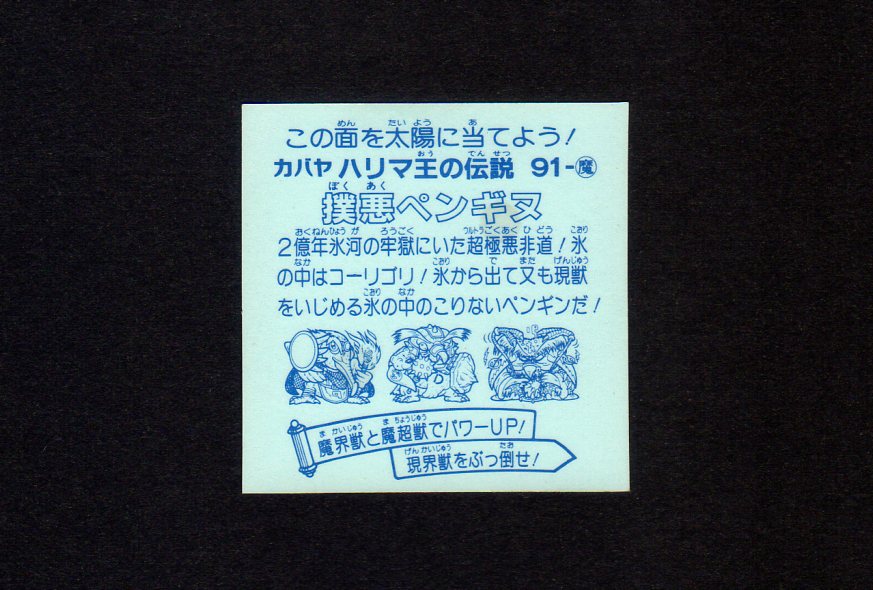 この面を太陽に当てよう！
カバヤ ハリマ王の伝説 91-魔
撲悪ペンギヌ
2億年氷河の牢獄にいた超極悪非道！氷
の中はコーリゴリ！氷から出て又も現獣
をいじめる氷の中のこりないペンギンだ！
魔界獣と魔超獣でパワーUP！
現界獣をぶっ倒せ！